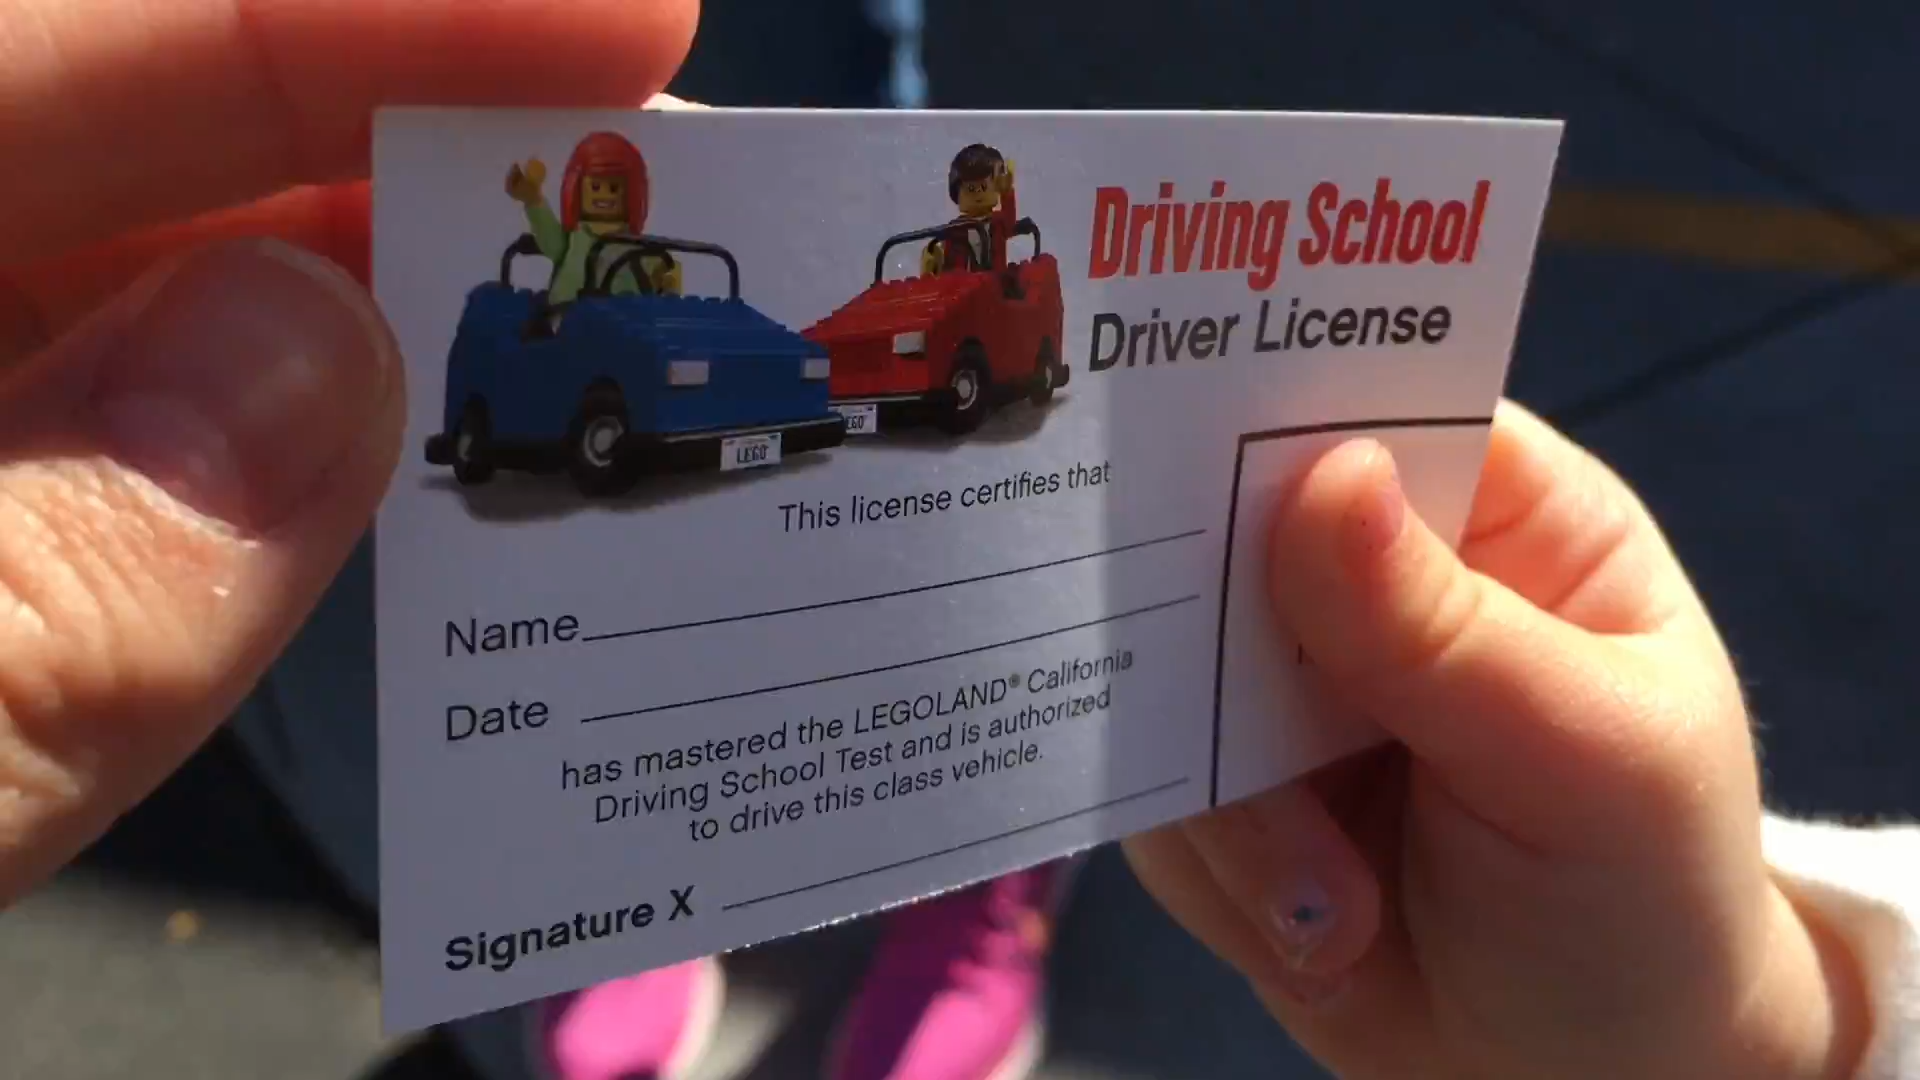 Driving School
Driver License
LEGO
This license certifies that
Name
Date
has mastered the LEGOLAND® California
Driving School Test and is authorized
to drive this class vehicle.
Signature X